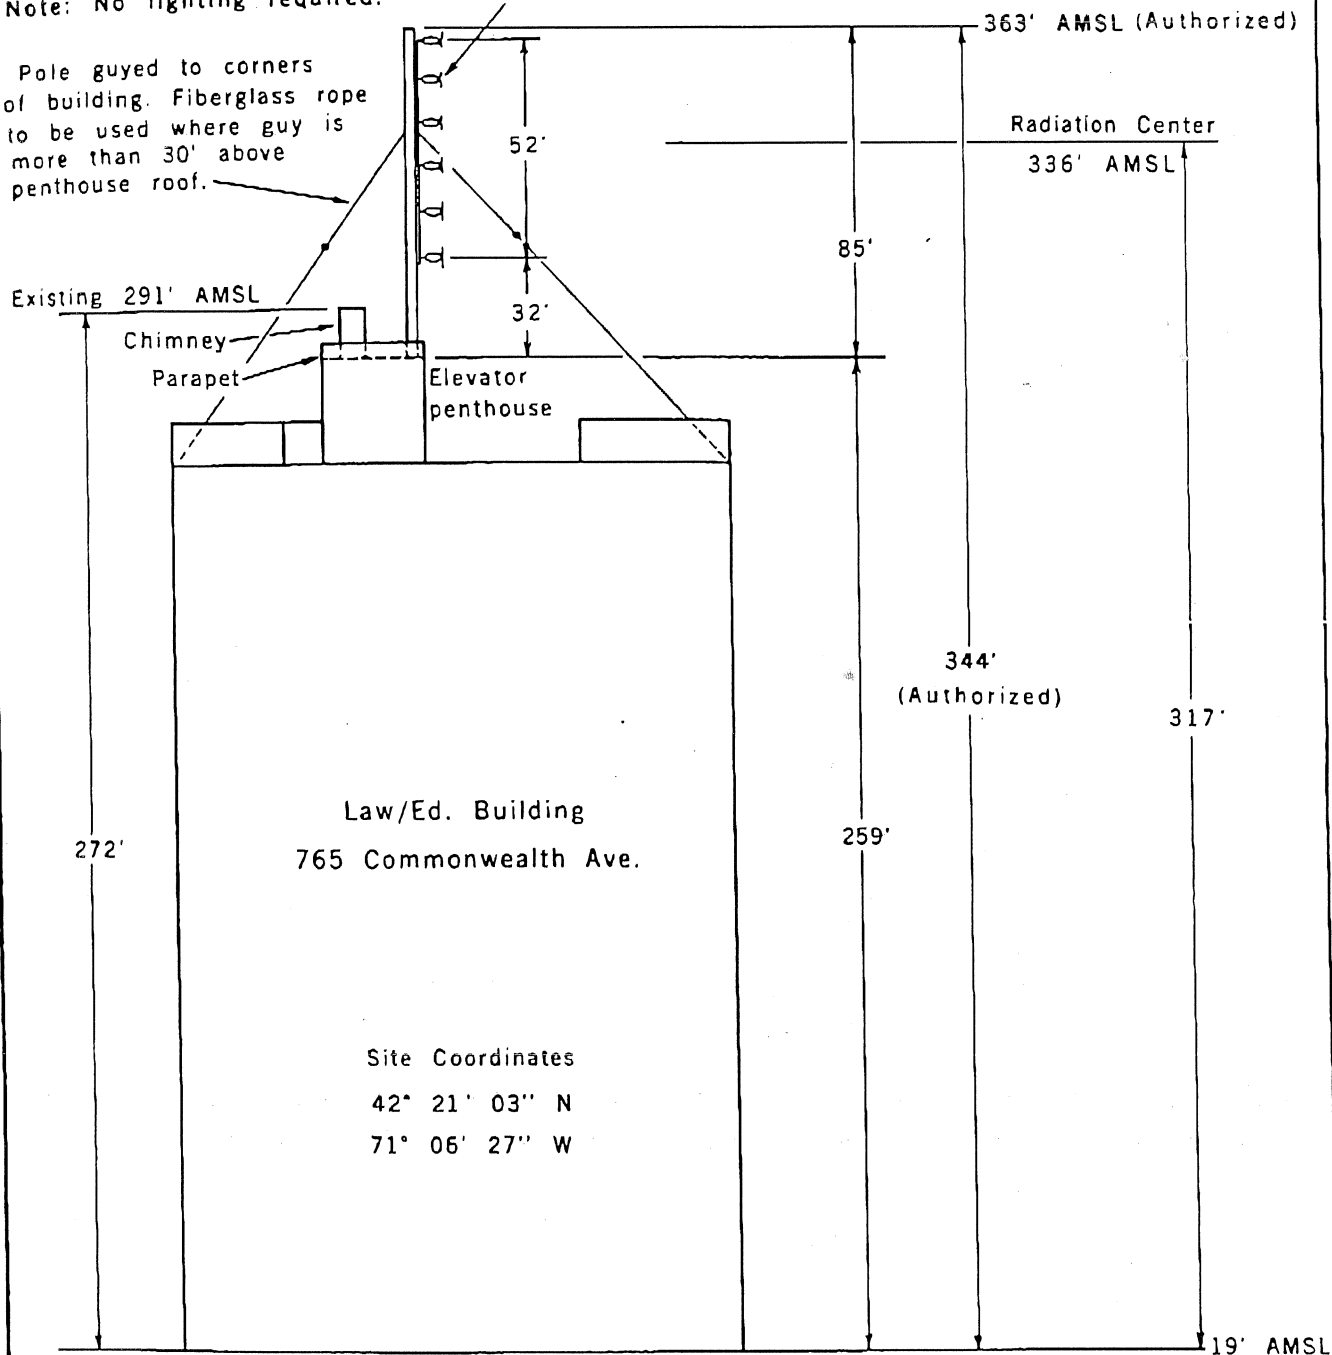 Note: No lighting required.
363' AMSL (Authorized)
Pole guyed to corners
of building. Fiberglass rope
to be used where guy is
more than 30' above
penthouse roof.
52'
Radiation Center
336' AMSL
85'
Existing 291' AMSL
32'
Chimney
Parapet
Elevator
penthouse
344'
(Authorized)
317'
Law/Ed. Building
765 Commonwealth Ave.
272'
259'
Site Coordinates
42° 21' 03" N
71° 06' 27" W
19' AMSL